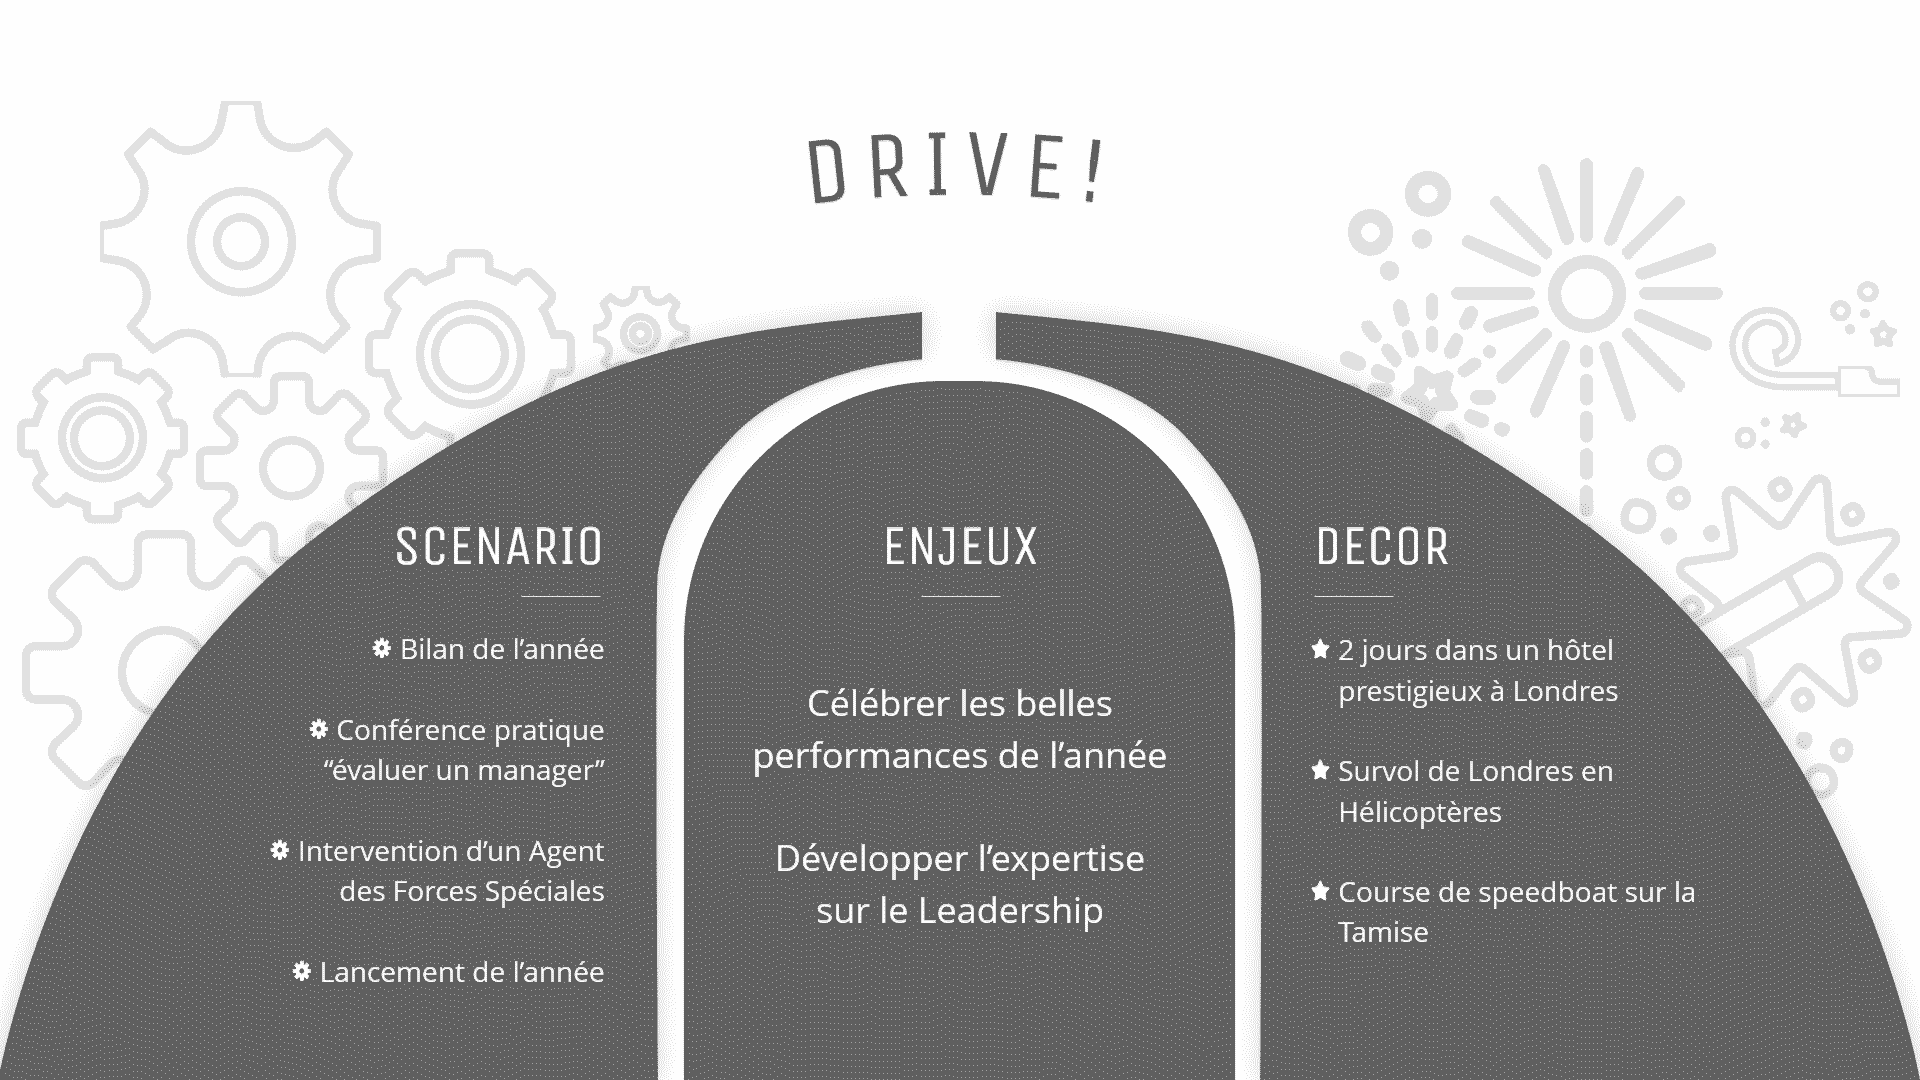 DRIVE!
SCENARIO
Bilan de l’année
Conférence pratique
“évaluer un manager”
Intervention d’un Agent
des Forces Spéciales
Lancement de l’année
ENJEUX
Célébrer les belles
performances de l’année
Développer l’expertise
sur le Leadership
DECOR
2 jours dans un hôtel
prestigieux à Londres
Survol de Londres en
Hélicoptères
Course de speedboat sur la
Tamise